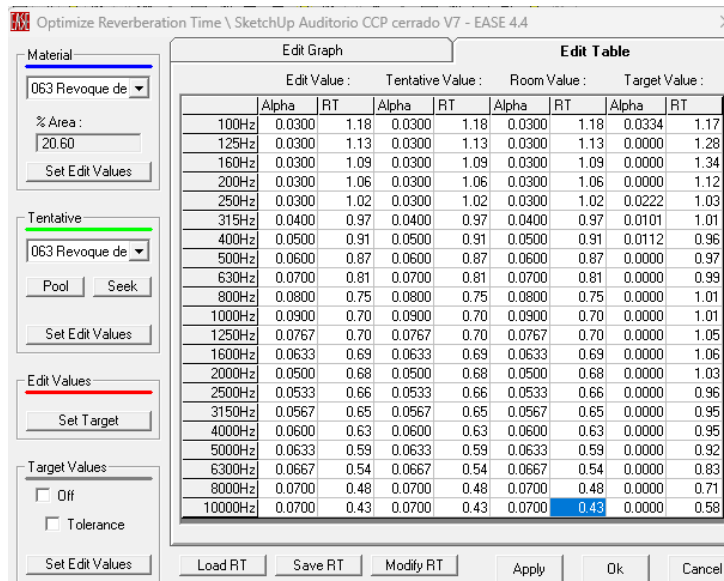 EASE Optimize Reverberation Time \ SketchUp Auditorio CCP cerrado V7 - EASE 4.4
Material
063 Revoque de
% Area :
20.60
Set Edit Values
Tentative
063 Revoque de
Pool Seek
Set Edit Values
Edit Values
Set Target
Target Values
Off
Tolerance
Set Edit Values
Edit Graph Edit Table
Edit Value : Tentative Value : Room Value : Target Value :
Alpha RT Alpha RT Alpha RT Alpha RT
100Hz 0.0300 1.18 0.0300 1.18 0.0300 1.18 0.0334 1.17
125Hz 0.0300 1.13 0.0300 1.13 0.0300 1.13 0.0000 1.28
160Hz 0.0300 1.09 0.0300 1.09 0.0300 1.09 0.0000 1.34
200Hz 0.0300 1.06 0.0300 1.06 0.0300 1.06 0.0000 1.12
250Hz 0.0300 1.02 0.0300 1.02 0.0300 1.02 0.0222 1.03
315Hz 0.0400 0.97 0.0400 0.97 0.0400 0.97 0.0101 1.01
400Hz 0.0500 0.91 0.0500 0.91 0.0500 0.91 0.0112 0.96
500Hz 0.0600 0.87 0.0600 0.87 0.0600 0.87 0.0000 0.97
630Hz 0.0700 0.81 0.0700 0.81 0.0700 0.81 0.0000 0.99
800Hz 0.0800 0.75 0.0800 0.75 0.0800 0.75 0.0000 1.01
1000Hz 0.0900 0.70 0.0900 0.70 0.0900 0.70 0.0000 1.01
1250Hz 0.0767 0.70 0.0767 0.70 0.0767 0.70 0.0000 1.05
1600Hz 0.0633 0.69 0.0633 0.69 0.0633 0.69 0.0000 1.06
2000Hz 0.0500 0.68 0.0500 0.68 0.0500 0.68 0.0000 1.03
2500Hz 0.0533 0.66 0.0533 0.66 0.0533 0.66 0.0000 0.96
3150Hz 0.0567 0.65 0.0567 0.65 0.0567 0.65 0.0000 0.95
4000Hz 0.0600 0.63 0.0600 0.63 0.0600 0.63 0.0000 0.95
5000Hz 0.0633 0.59 0.0633 0.59 0.0633 0.59 0.0000 0.92
6300Hz 0.0667 0.54 0.0667 0.54 0.0667 0.54 0.0000 0.83
8000Hz 0.0700 0.48 0.0700 0.48 0.0700 0.48 0.0000 0.71
10000Hz 0.0700 0.43 0.0700 0.43 0.0700 0.43 0.0000 0.58
Load RT Save RT Modify RT Apply Ok Cancel